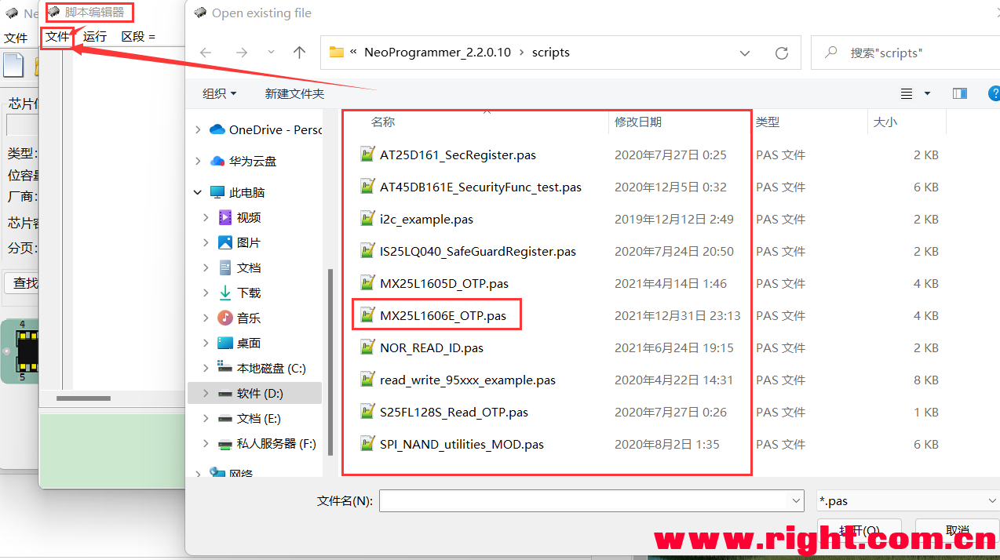 Ne
脚本编辑器
Open existing file
文件
文件
运行
区段 =
« NeoProgrammer_2.2.0.10 › scripts
搜索"scripts"
组织
新建文件夹
芯片
类型:
位容量
厂商:
芯片容
分页:
查找
4
5
OneDrive - Perso
华为云盘
此电脑
视频
图片
文档
下载
音乐
桌面
本地磁盘 (C:)
软件 (D:)
文档 (E:)
私人服务器 (F:)
网络
名称 修改日期 类型 大小
AT25D161_SecRegister.pas 2020年7月27日 0:25 PAS 文件 2 KB
AT45DB161E_SecurityFunc_test.pas 2020年12月5日 0:32 PAS 文件 6 KB
i2c_example.pas 2019年12月12日 2:49 PAS 文件 2 KB
IS25LQ040_SafeGuardRegister.pas 2020年7月24日 20:50 PAS 文件 2 KB
MX25L1605D_OTP.pas 2021年4月14日 1:46 PAS 文件 4 KB
MX25L1606E_OTP.pas 2021年12月31日 23:13 PAS 文件 4 KB
NOR_READ_ID.pas 2021年6月24日 19:15 PAS 文件 2 KB
read_write_95xxx_example.pas 2020年4月22日 14:31 PAS 文件 8 KB
S25FL128S_Read_OTP.pas 2020年7月27日 0:26 PAS 文件 1 KB
SPI_NAND_utilities_MOD.pas 2020年8月2日 1:35 PAS 文件 6 KB
文件名(N):
*.pas
打开(O)
取消
www.right.com.cn